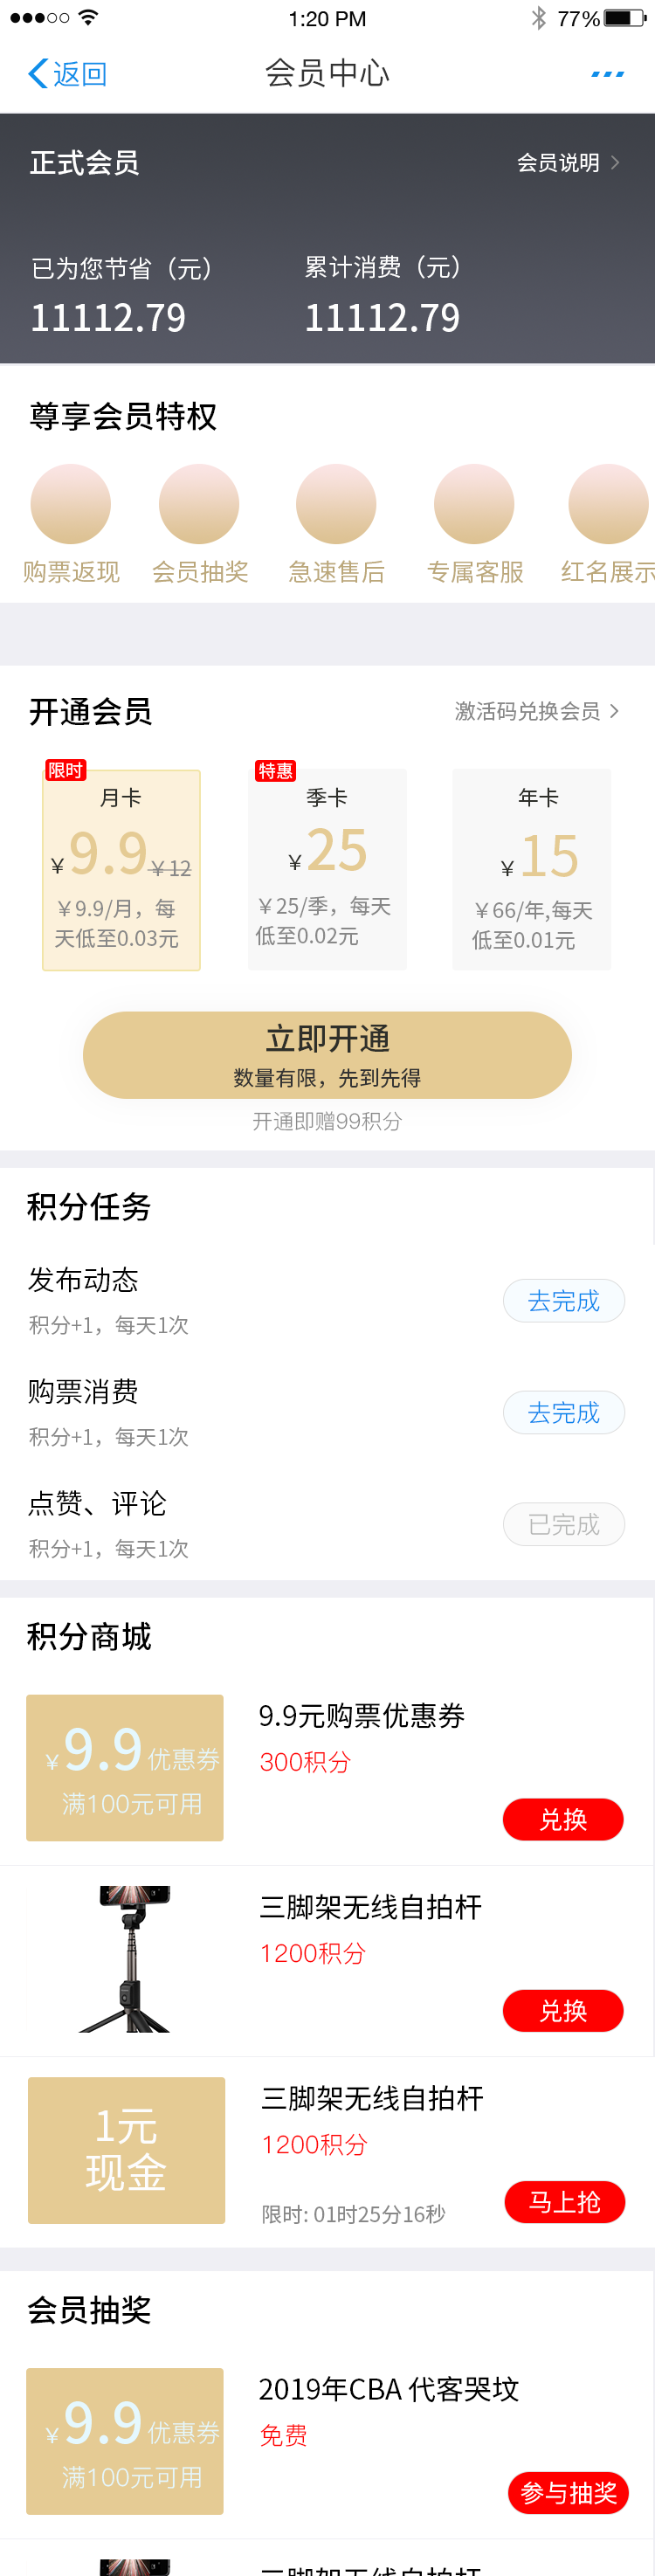 1:20 PM
77%
返回
会员中心
正式会员
会员说明
已为您节省（元）
累计消费（元）
11112.79
11112.79
尊享会员特权
购票返现
会员抽奖
急速售后
专属客服
红名展示
开通会员
激活码兑换会员
限时
月卡
¥9.9
¥12
¥9.9/月，每
天低至0.03元
特惠
季卡
¥25
¥25/季，每天
低至0.02元
年卡
¥15
¥66/年,每天
低至0.01元
立即开通
数量有限，先到先得
开通即赠99积分
积分任务
发布动态
积分+1，每天1次
去完成
购票消费
积分+1，每天1次
去完成
点赞、评论
积分+1，每天1次
已完成
积分商城
¥9.9优惠券
满100元可用
9.9元购票优惠券
300积分
兑换
三脚架无线自拍杆
1200积分
兑换
1元
现金
三脚架无线自拍杆
1200积分
限时: 01时25分16秒
马上抢
会员抽奖
¥9.9优惠券
满100元可用
2019年CBA 代客哭坟
免费
参与抽奖
三脚架无线自拍杆